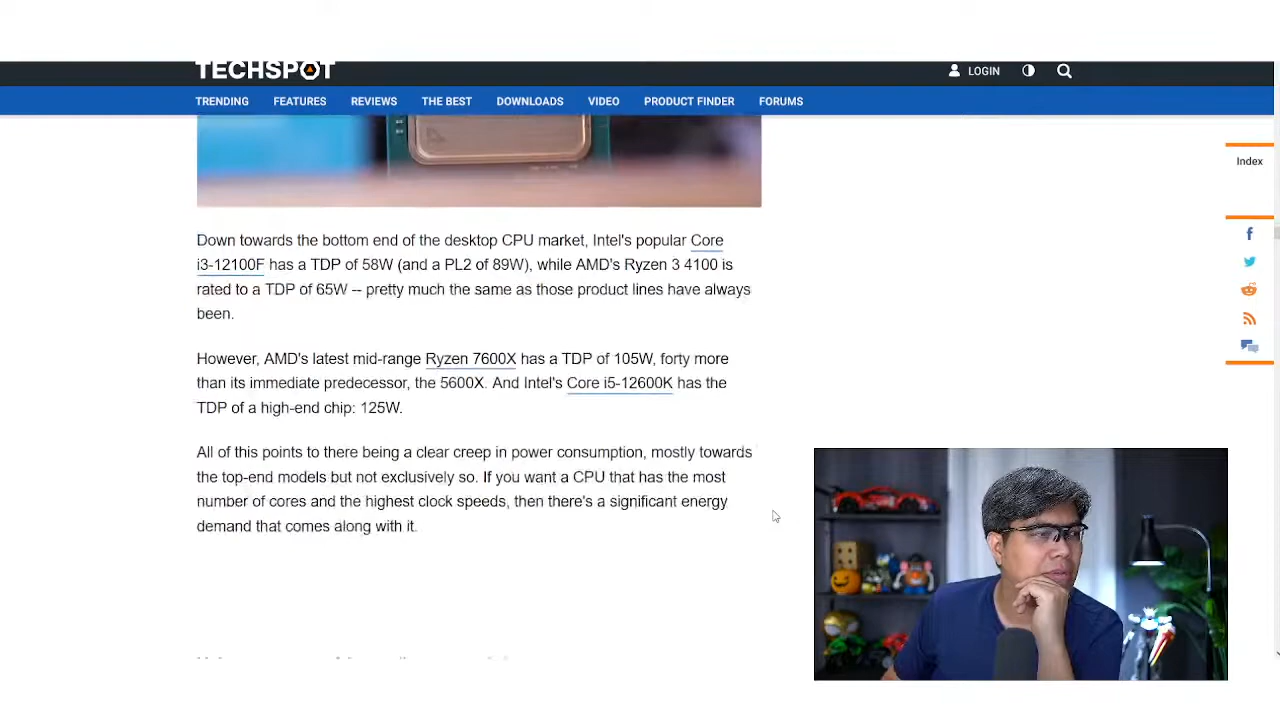 TECHSPOT
LOGIN
TRENDING FEATURES REVIEWS THE BEST DOWNLOADS VIDEO PRODUCT FINDER FORUMS
Index
Down towards the bottom end of the desktop CPU market, Intel's popular Core
i3-12100F has a TDP of 58W (and a PL2 of 89W), while AMD's Ryzen 3 4100 is
rated to a TDP of 65W -- pretty much the same as those product lines have always
been.
However, AMD's latest mid-range Ryzen 7600X has a TDP of 105W, forty more
than its immediate predecessor, the 5600X. And Intel's Core i5-12600K has the
TDP of a high-end chip: 125W.
All of this points to there being a clear creep in power consumption, mostly towards
the top-end models but not exclusively so. If you want a CPU that has the most
number of cores and the highest clock speeds, then there's a significant energy
demand that comes along with it.